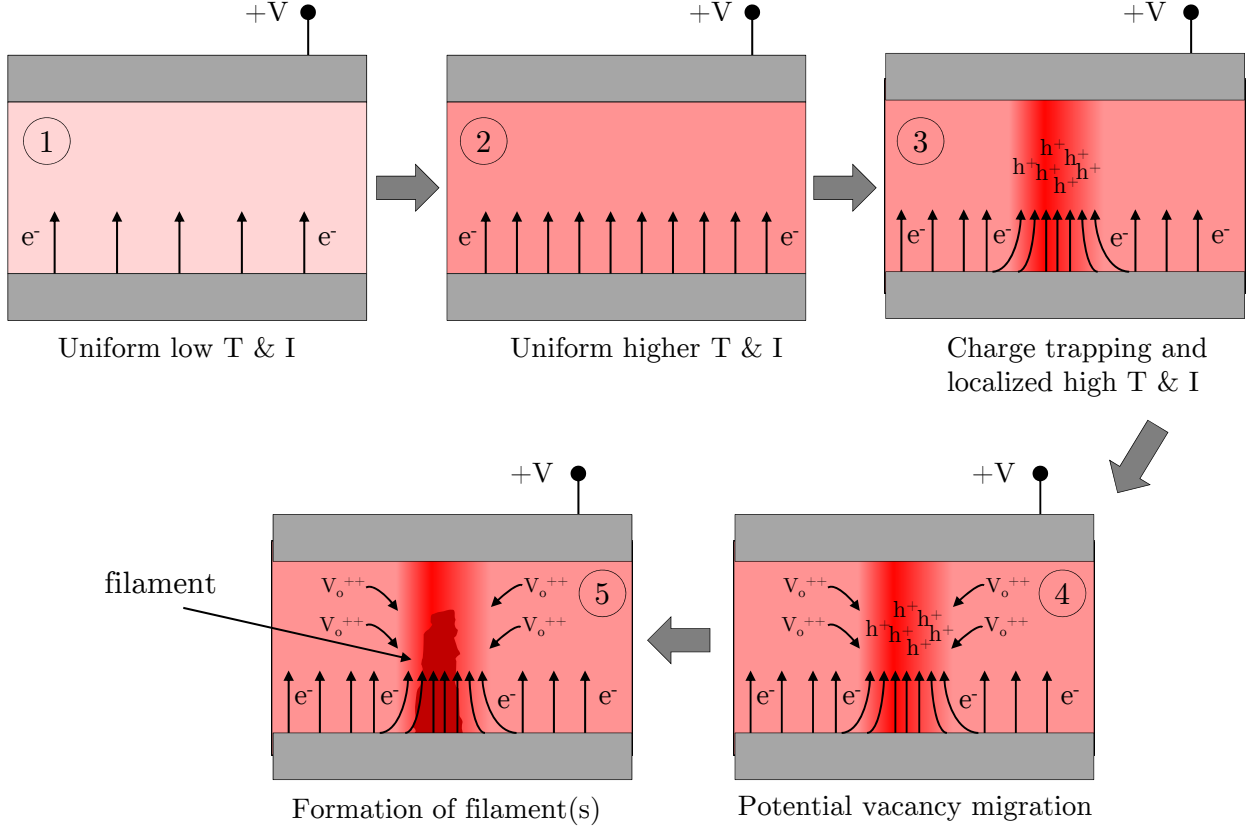 +V
+V
+V
1
2
3
h⁺
h⁺
h⁺
h⁺
h⁺
h⁺
e⁻
e⁻
e⁻
e⁻
e⁻
e⁻
e⁻
e⁻
Uniform low T & I
Uniform higher T & I
Charge trapping and
localized high T & I
+V
+V
filament
Vₒ⁺⁺
Vₒ⁺⁺
5
Vₒ⁺⁺
Vₒ⁺⁺
Vₒ⁺⁺
Vₒ⁺⁺
4
Vₒ⁺⁺
Vₒ⁺⁺
h⁺
h⁺
h⁺
h⁺
h⁺
h⁺
e⁻
e⁻
e⁻
e⁻
e⁻
e⁻
e⁻
e⁻
Formation of filament(s)
Potential vacancy migration